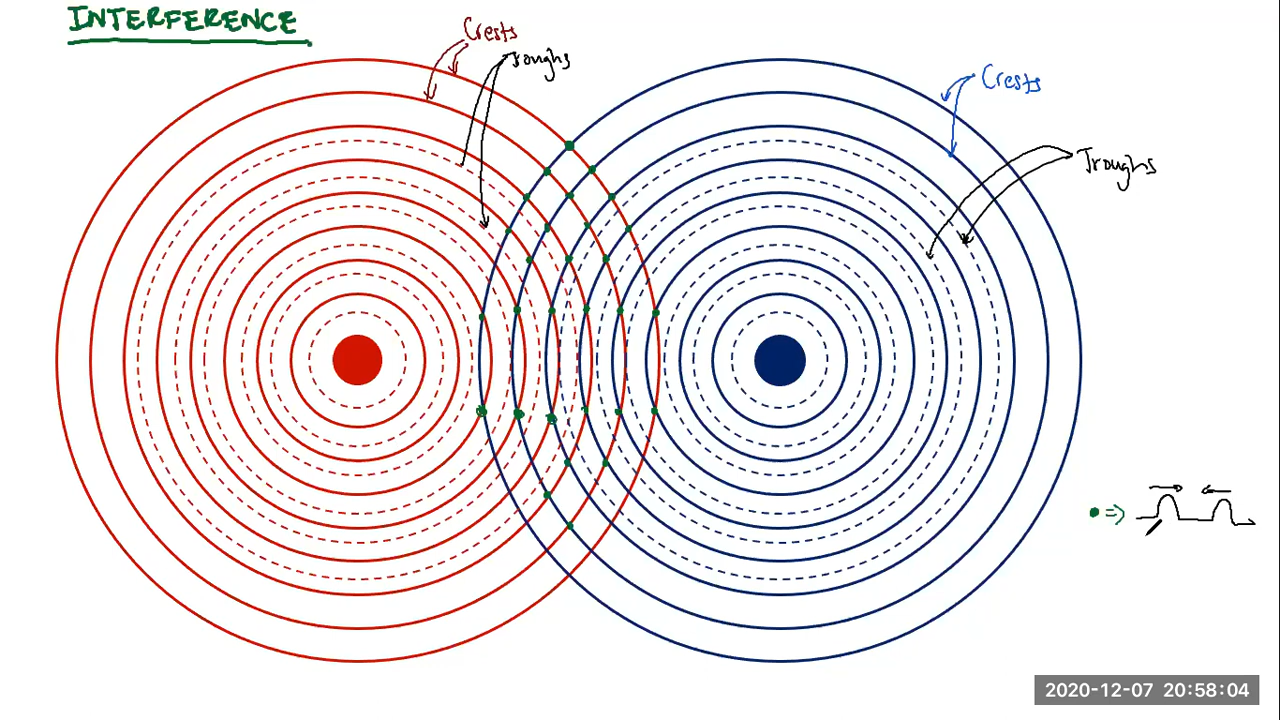 INTERFERENCE
Crests
Troughs
Crests
Troughs
2020-12-07 20:58:04